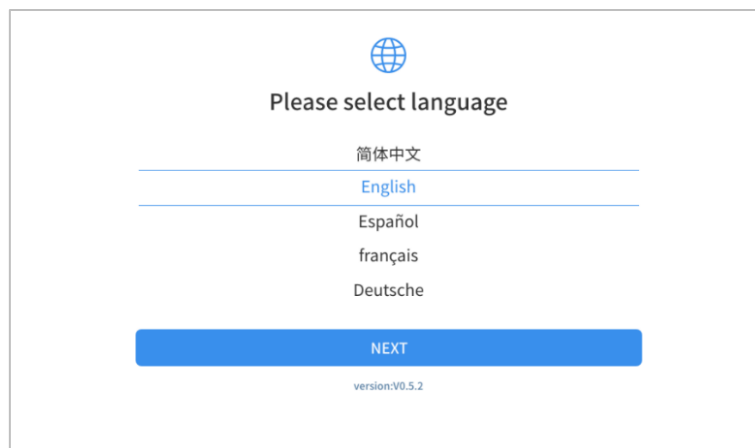 Please select language
简体中文
English
Español
français
Deutsche
NEXT
version:V0.5.2